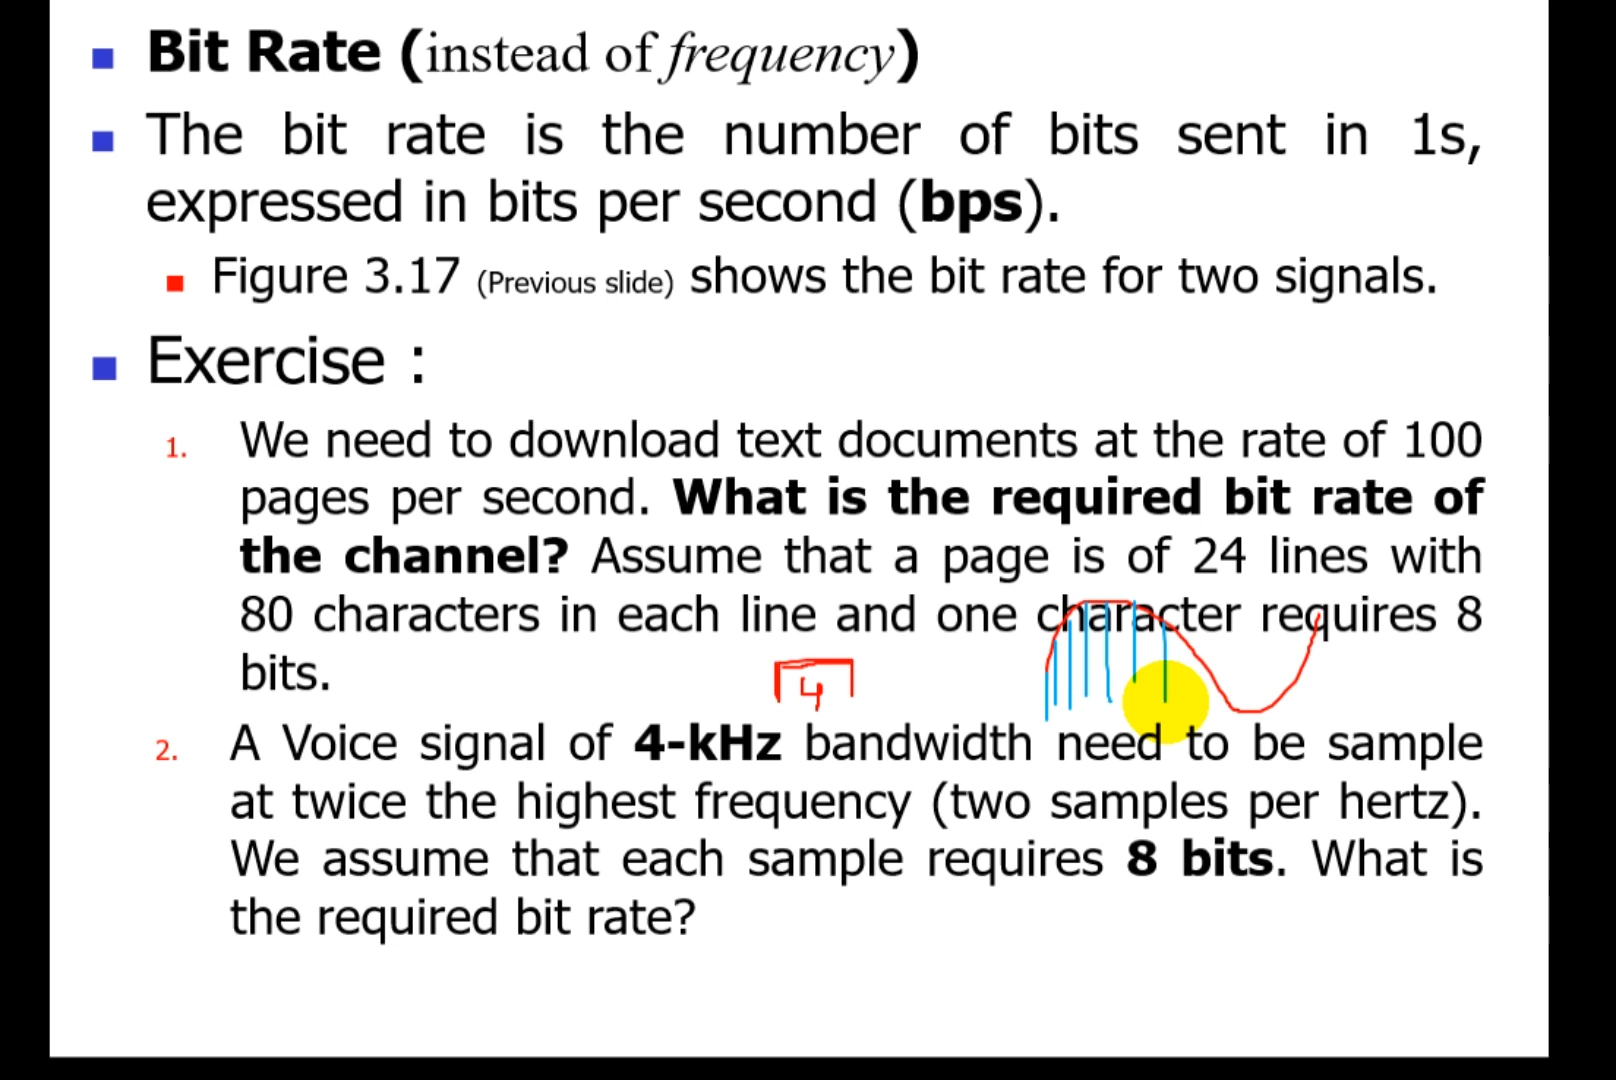 Bit Rate (instead of frequency)
The bit rate is the number of bits sent in 1s,
expressed in bits per second (bps).
Figure 3.17 (Previous slide) shows the bit rate for two signals.
Exercise :
1. We need to download text documents at the rate of 100
pages per second. What is the required bit rate of
the channel? Assume that a page is of 24 lines with
80 characters in each line and one character requires 8
bits.
4
2. A Voice signal of 4-kHz bandwidth need to be sample
at twice the highest frequency (two samples per hertz).
We assume that each sample requires 8 bits. What is
the required bit rate?